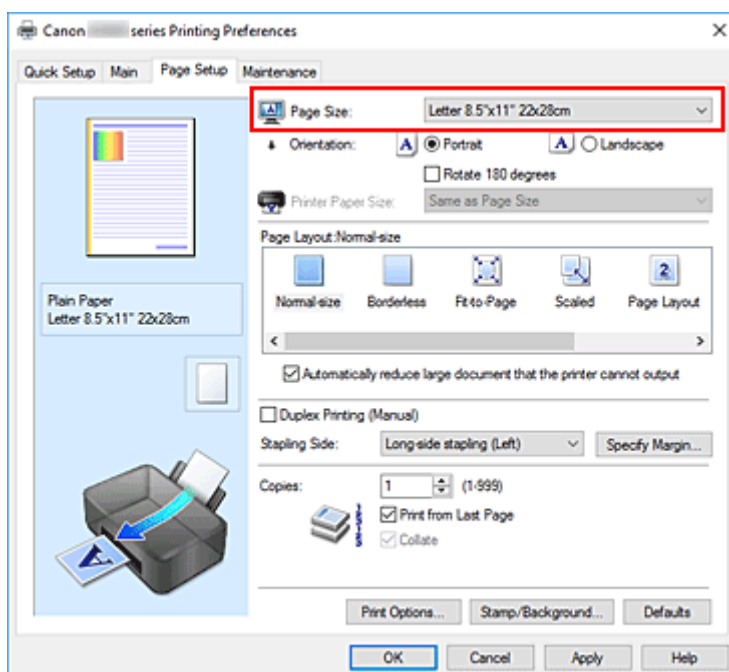 Canon series Printing Preferences
Quick Setup Main Page Setup Maintenance
Page Size: Letter 8.5"x11" 22x28cm
Orientation: A Portrait A Landscape
Rotate 180 degrees
Printer Paper Size: Same as Page Size
Page Layout:Normal-size
2
Normal-size Borderless Fit-to-Page Scaled Page Layout
Plain Paper
Letter 8.5"x11" 22x28cm
Automatically reduce large document that the printer cannot output
Duplex Printing (Manual)
Stapling Side: Long-side stapling (Left) Specify Margin...
Copies: 1 (1-999)
Print from Last Page
Collate
A
Print Options... Stamp/Background... Defaults
OK Cancel Apply Help